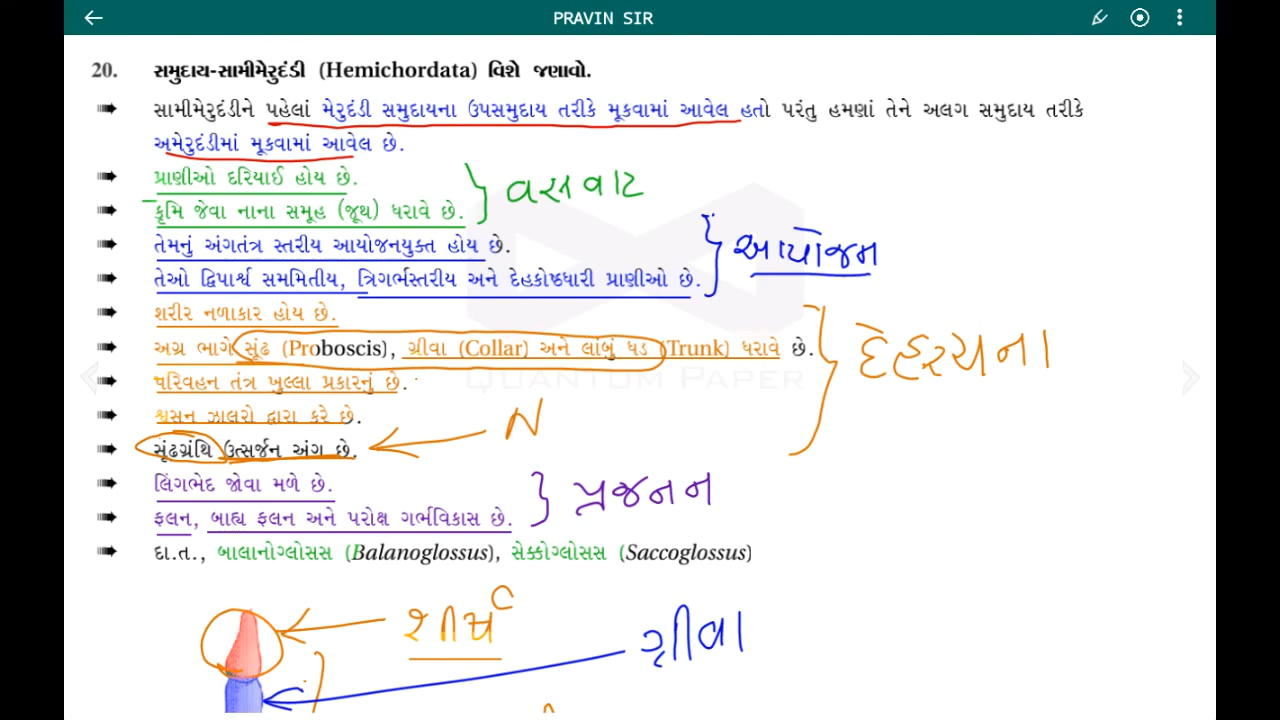 PRAVIN SIR
20. સમુદાય-સામીમેરુદંડી (Hemichordata) વિશે જણાવો.
➠ સામીમેરુદંડીને પહેલાં મેરુદંડી સમુદાયના ઉપસમુદાય તરીકે મૂકવામાં આવેલ હતો પરંતુ હમણાં તેને અલગ સમુદાય તરીકે
અમેરુદંડીમાં મૂકવામાં આવેલ છે.
➠ પ્રાણીઓ દરિયાઈ હોય છે.
વસવાટ
➠ કૃમિ જેવા નાના સમૂહ (જૂથ) ધરાવે છે.
➠ તેમનું અંગતંત્ર સ્તરીય આયોજનયુક્ત હોય છે.
આયોજન
➠ તેઓ દ્વિપાર્શ્વ સમમિતીય, ત્રિગર્ભસ્તરીય અને દેહકોષ્ઠધારી પ્રાણીઓ છે.
➠ શરીર નળાકાર હોય છે.
➠ અગ્ર ભાગે સૂંઢ (Proboscis), ગ્રીવા (Collar) અને લાંબું ધડ (Trunk) ધરાવે છે.
દેહરચના
➠ પરિવહન તંત્ર ખુલ્લા પ્રકારનું છે.
QUANTUM PAPER
➠ શ્વસન ઝાલરો દ્વારા કરે છે.
N
➠ સૂંઢગ્રંથિ ઉત્સર્જન અંગ છે.
➠ લિંગભેદ જોવા મળે છે.
પ્રજનન
➠ ફલન, બાહ્ય ફલન અને પરોક્ષ ગર્ભવિકાસ છે.
➠ દા.ત., બાલાનોગ્લોસસ (Balanoglossus), સેક્કોગ્લોસસ (Saccoglossus)
શીર્ષ
ગ્રીવા